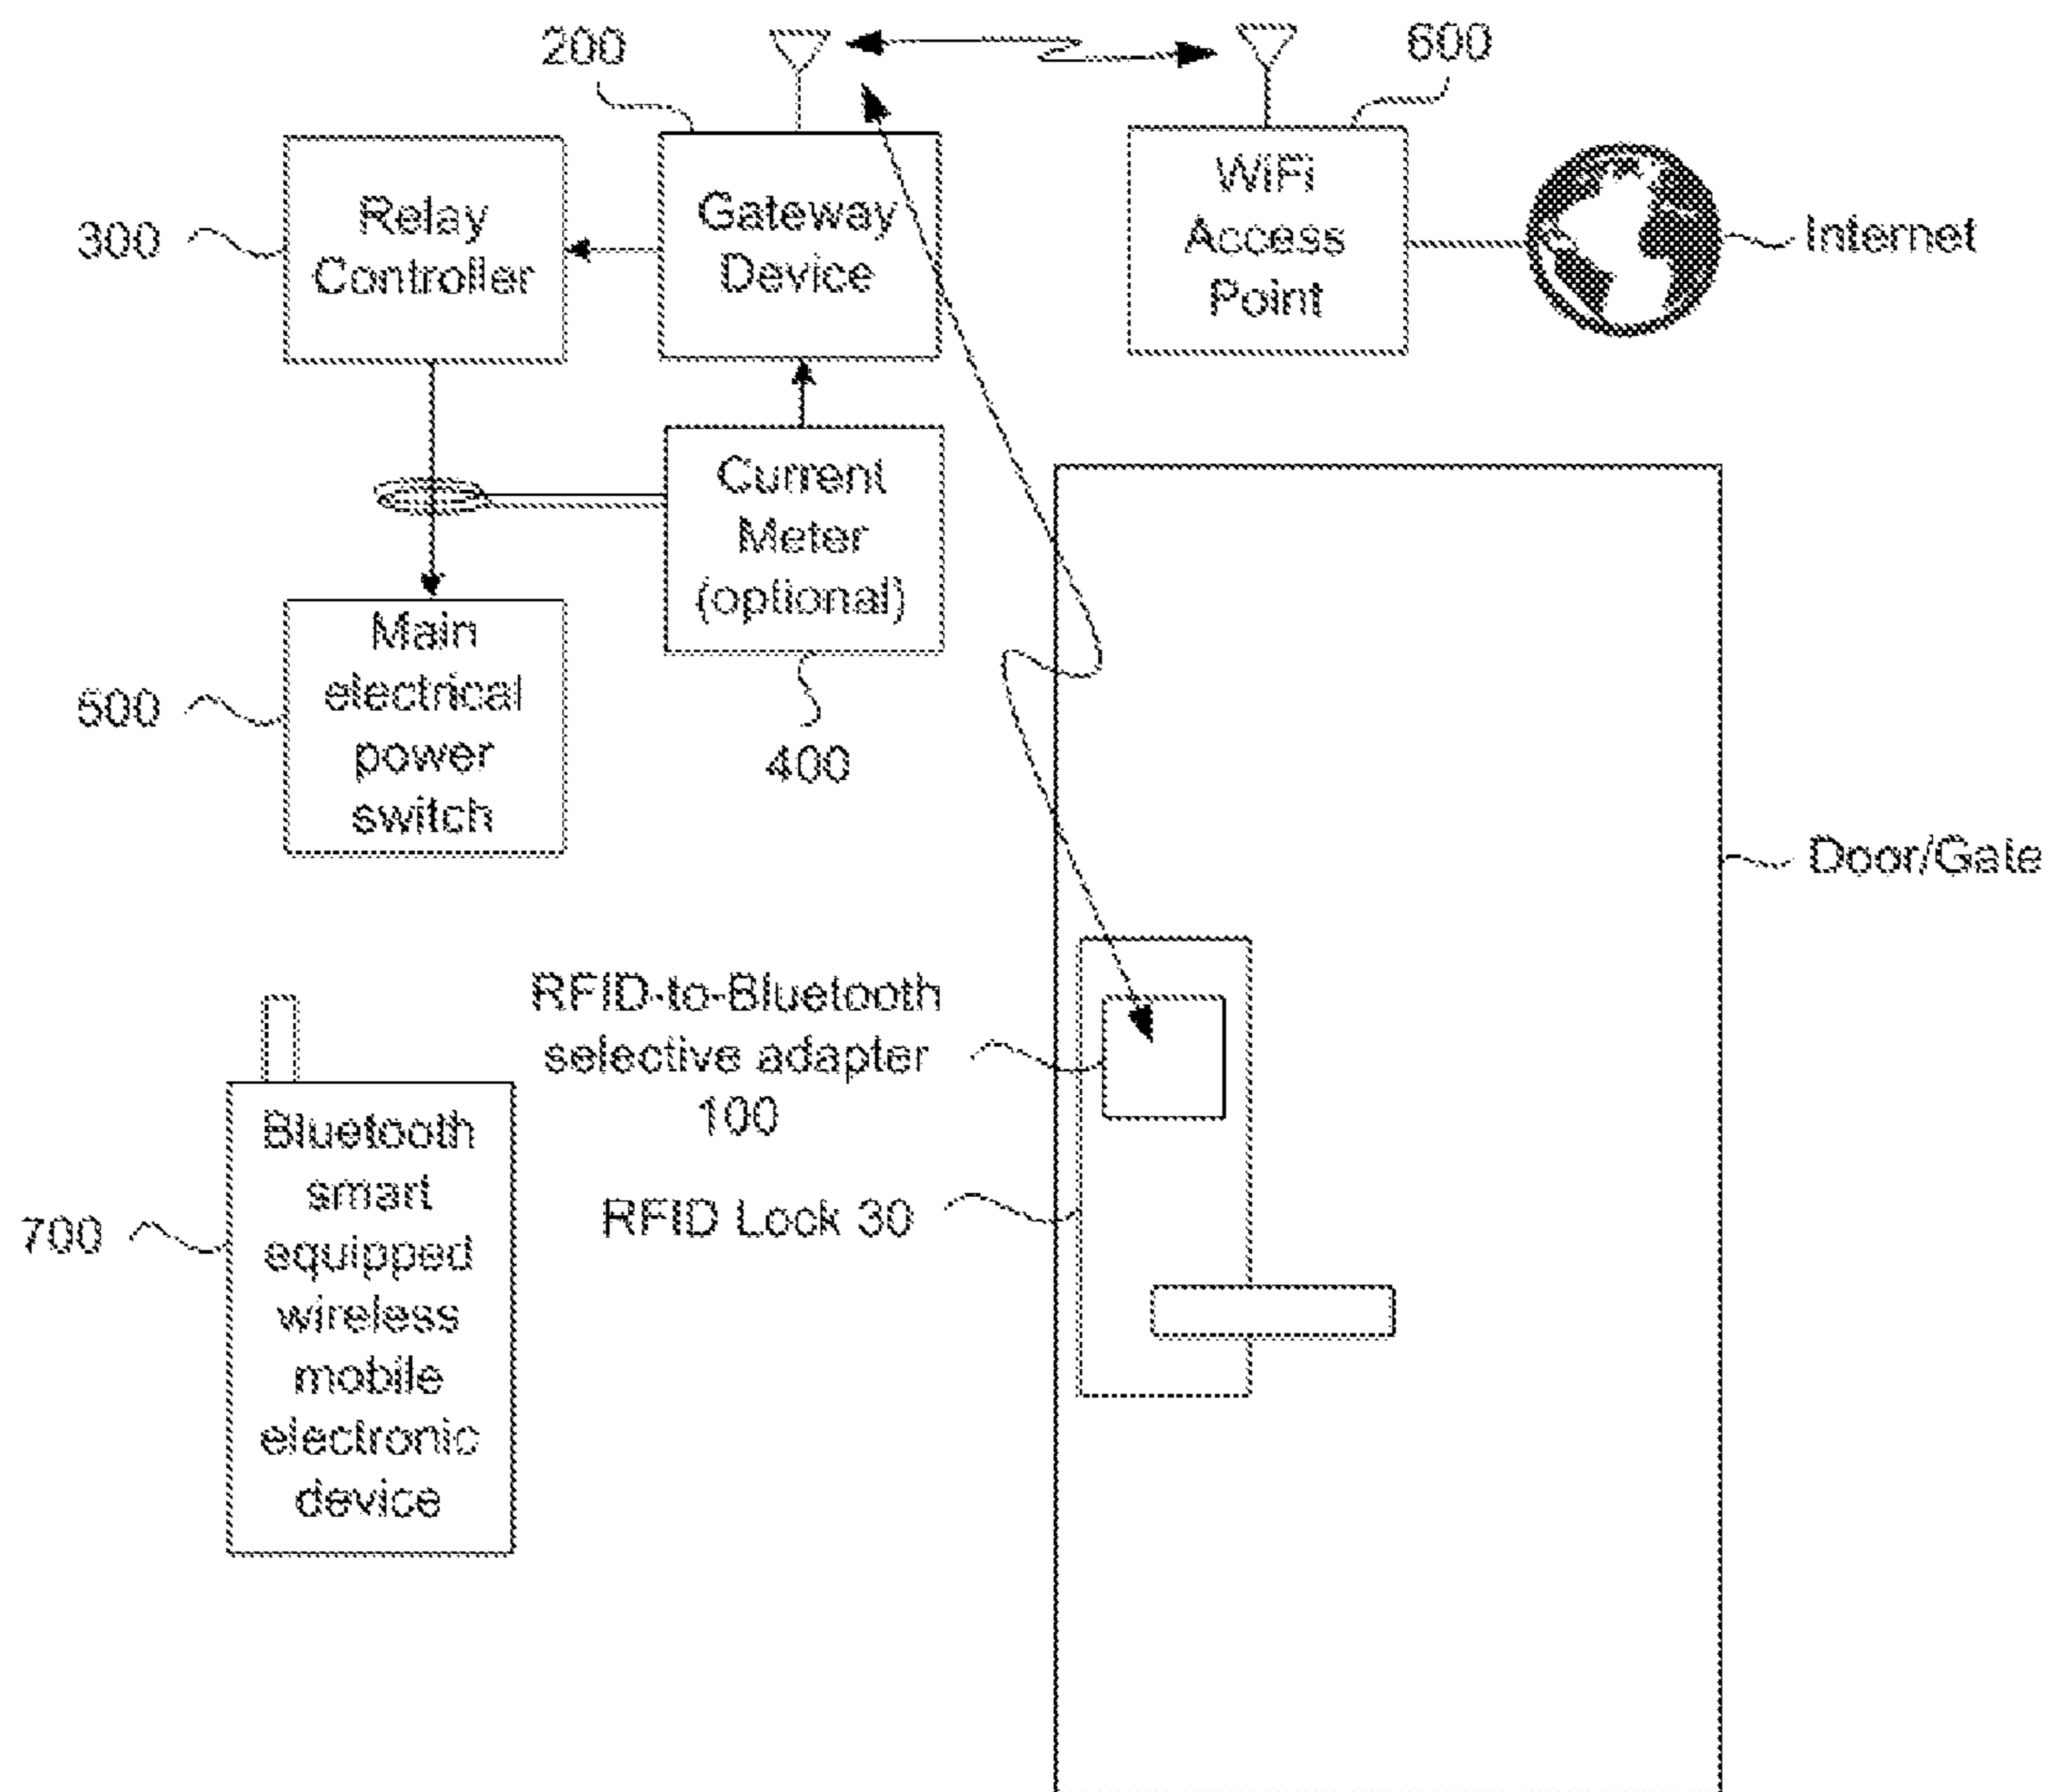 200
600
Relay
Controller
300
Gateway
Device
WiFi
Access
Point
Internet
Current
Meter
(optional)
400
Main
electrical
power
switch
500
Door/Gate
RFID-to-Bluetooth
selective adapter
100
RFID Lock 30
Bluetooth
smart
equipped
wireless
mobile
electronic
device
700